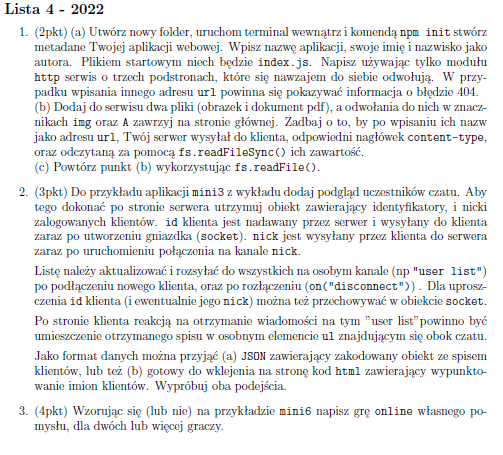 Lista 4 - 2022
1. (2pkt) (a) Utwórz nowy folder, uruchom terminal wewnątrz i komendą npm init stwórz
metadane Twojej aplikacji webowej. Wpisz nazwę aplikacji, swoje imię i nazwisko jako
autora. Plikiem startowym niech będzie index.js. Napisz używając tylko modułu
http serwis o trzech podstronach, które się nawzajem do siebie odwołują. W przy-
padku wpisania innego adresu url powinna się pokazywać informacja o błędzie 404.
(b) Dodaj do serwisu dwa pliki (obrazek i dokument pdf), a odwołania do nich w znacz-
nikach img oraz A zawrzyj na stronie głównej. Zadbaj o to, by po wpisaniu ich nazw
jako adresu url, Twój serwer wysyłał do klienta, odpowiedni nagłówek content-type,
oraz odczytaną za pomocą fs.readFileSync() ich zawartość.
(c) Powtórz punkt (b) wykorzystując fs.readFile().
2. (3pkt) Do przykładu aplikacji mini3 z wykładu dodaj podgląd uczestników czatu. Aby
tego dokonać po stronie serwera utrzymuj obiekt zawierający identyfikatory, i nicki
zalogowanych klientów. id klienta jest nadawany przez serwer i wysyłany do klienta
zaraz po utworzeniu gniazdka (socket). nick jest wysyłany przez klienta do serwera
zaraz po uruchomieniu połączenia na kanale nick.
Listę należy aktualizować i rozsyłać do wszystkich na osobym kanale (np "user list")
po podłączeniu nowego klienta, oraz po rozłączeniu (on("disconnect")) . Dla uprosz-
czenia id klienta (i ewentualnie jego nick) można też przechowywać w obiekcie socket.
Po stronie klienta reakcją na otrzymanie wiadomości na tym "user list"powinno być
umieszczenie otrzymanego spisu w osobnym elemencie ul znajdującym się obok czatu.
Jako format danych można przyjąć (a) JSON zawierający zakodowany obiekt ze spisem
klientów, lub też (b) gotowy do wklejenia na stronę kod html zawierający wypunkto-
wanie imion klientów. Wypróbuj oba podejścia.
3. (4pkt) Wzorując się (lub nie) na przykładzie mini6 napisz grę online własnego po-
mysłu, dla dwóch lub więcej graczy.